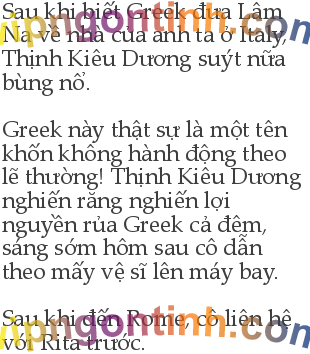 Sau khi biết Greek đưa Lâm
Na về nhà của anh ta ở Italy,
Thịnh Kiêu Dương suýt nữa
bùng nổ.
Greek này thật sự là một tên
khốn không hành động theo
lẽ thường! Thịnh Kiêu Dương
nghiến răng nghiến lợi
nguyền rủa Greek cả đêm,
sáng sớm hôm sau cô dẫn
theo mấy vệ sĩ lên máy bay.
Sau khi đến Rome, cô liên hệ
với Rita trước.
vipngontinh.com
vipngontinh.com